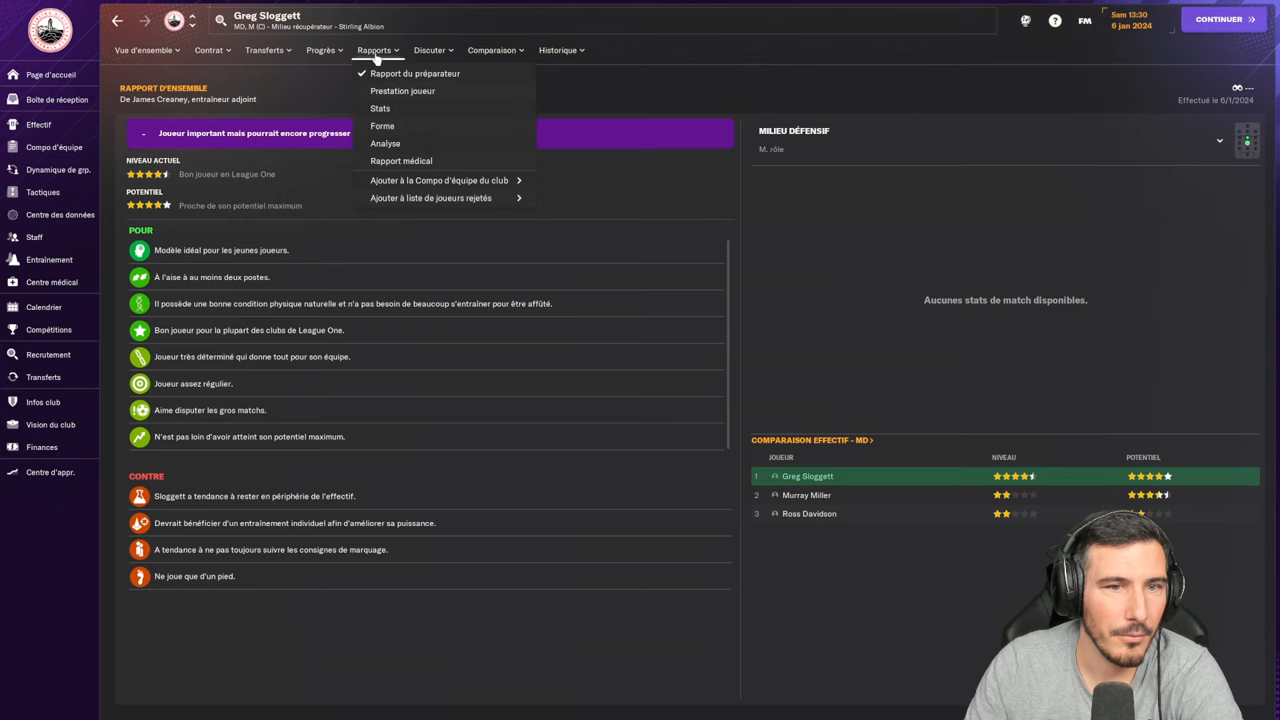 Greg Sloggett
MD, M (C) - Milieu récupérateur - Stirling Albion
FM
Sam 13:30
6 jan 2024
CONTINUER
Vue d'ensemble
Contrat
Transferts
Progrès
Rapports
Discuter
Comparaison
Historique
Page d'accueil
Boîte de réception
Effectif
Compo d'équipe
Dynamique de grp.
Tactiques
Centre des données
Staff
Entraînement
Centre médical
Calendrier
Compétitions
Recrutement
Transferts
Infos club
Vision du club
Finances
Centre d'appr.
Rapport du préparateur
Prestation joueur
Stats
Forme
Analyse
Rapport médical
Ajouter à la Compo d'équipe du club
Ajouter à liste de joueurs rejetés
RAPPORT D'ENSEMBLE
De James Creaney, entraîneur adjoint
Effectué le 6/1/2024
- Joueur important mais pourrait encore progresser
NIVEAU ACTUEL
Bon joueur en League One
POTENTIEL
Proche de son potentiel maximum
POUR
Modèle idéal pour les jeunes joueurs.
À l'aise à au moins deux postes.
Il possède une bonne condition physique naturelle et n'a pas besoin de beaucoup s'entraîner pour être affûté.
Bon joueur pour la plupart des clubs de League One.
Joueur très déterminé qui donne tout pour son équipe.
Joueur assez régulier.
Aime disputer les gros matchs.
N'est pas loin d'avoir atteint son potentiel maximum.
CONTRE
Sloggett a tendance à rester en périphérie de l'effectif.
Devrait bénéficier d'un entraînement individuel afin d'améliorer sa puissance.
A tendance à ne pas toujours suivre les consignes de marquage.
Ne joue que d'un pied.
MILIEU DÉFENSIF
M. rôle
Aucunes stats de match disponibles.
COMPARAISON EFFECTIF - MD >
JOUEUR NIVEAU POTENTIEL
1 Greg Sloggett
2 Murray Miller
3 Ross Davidson